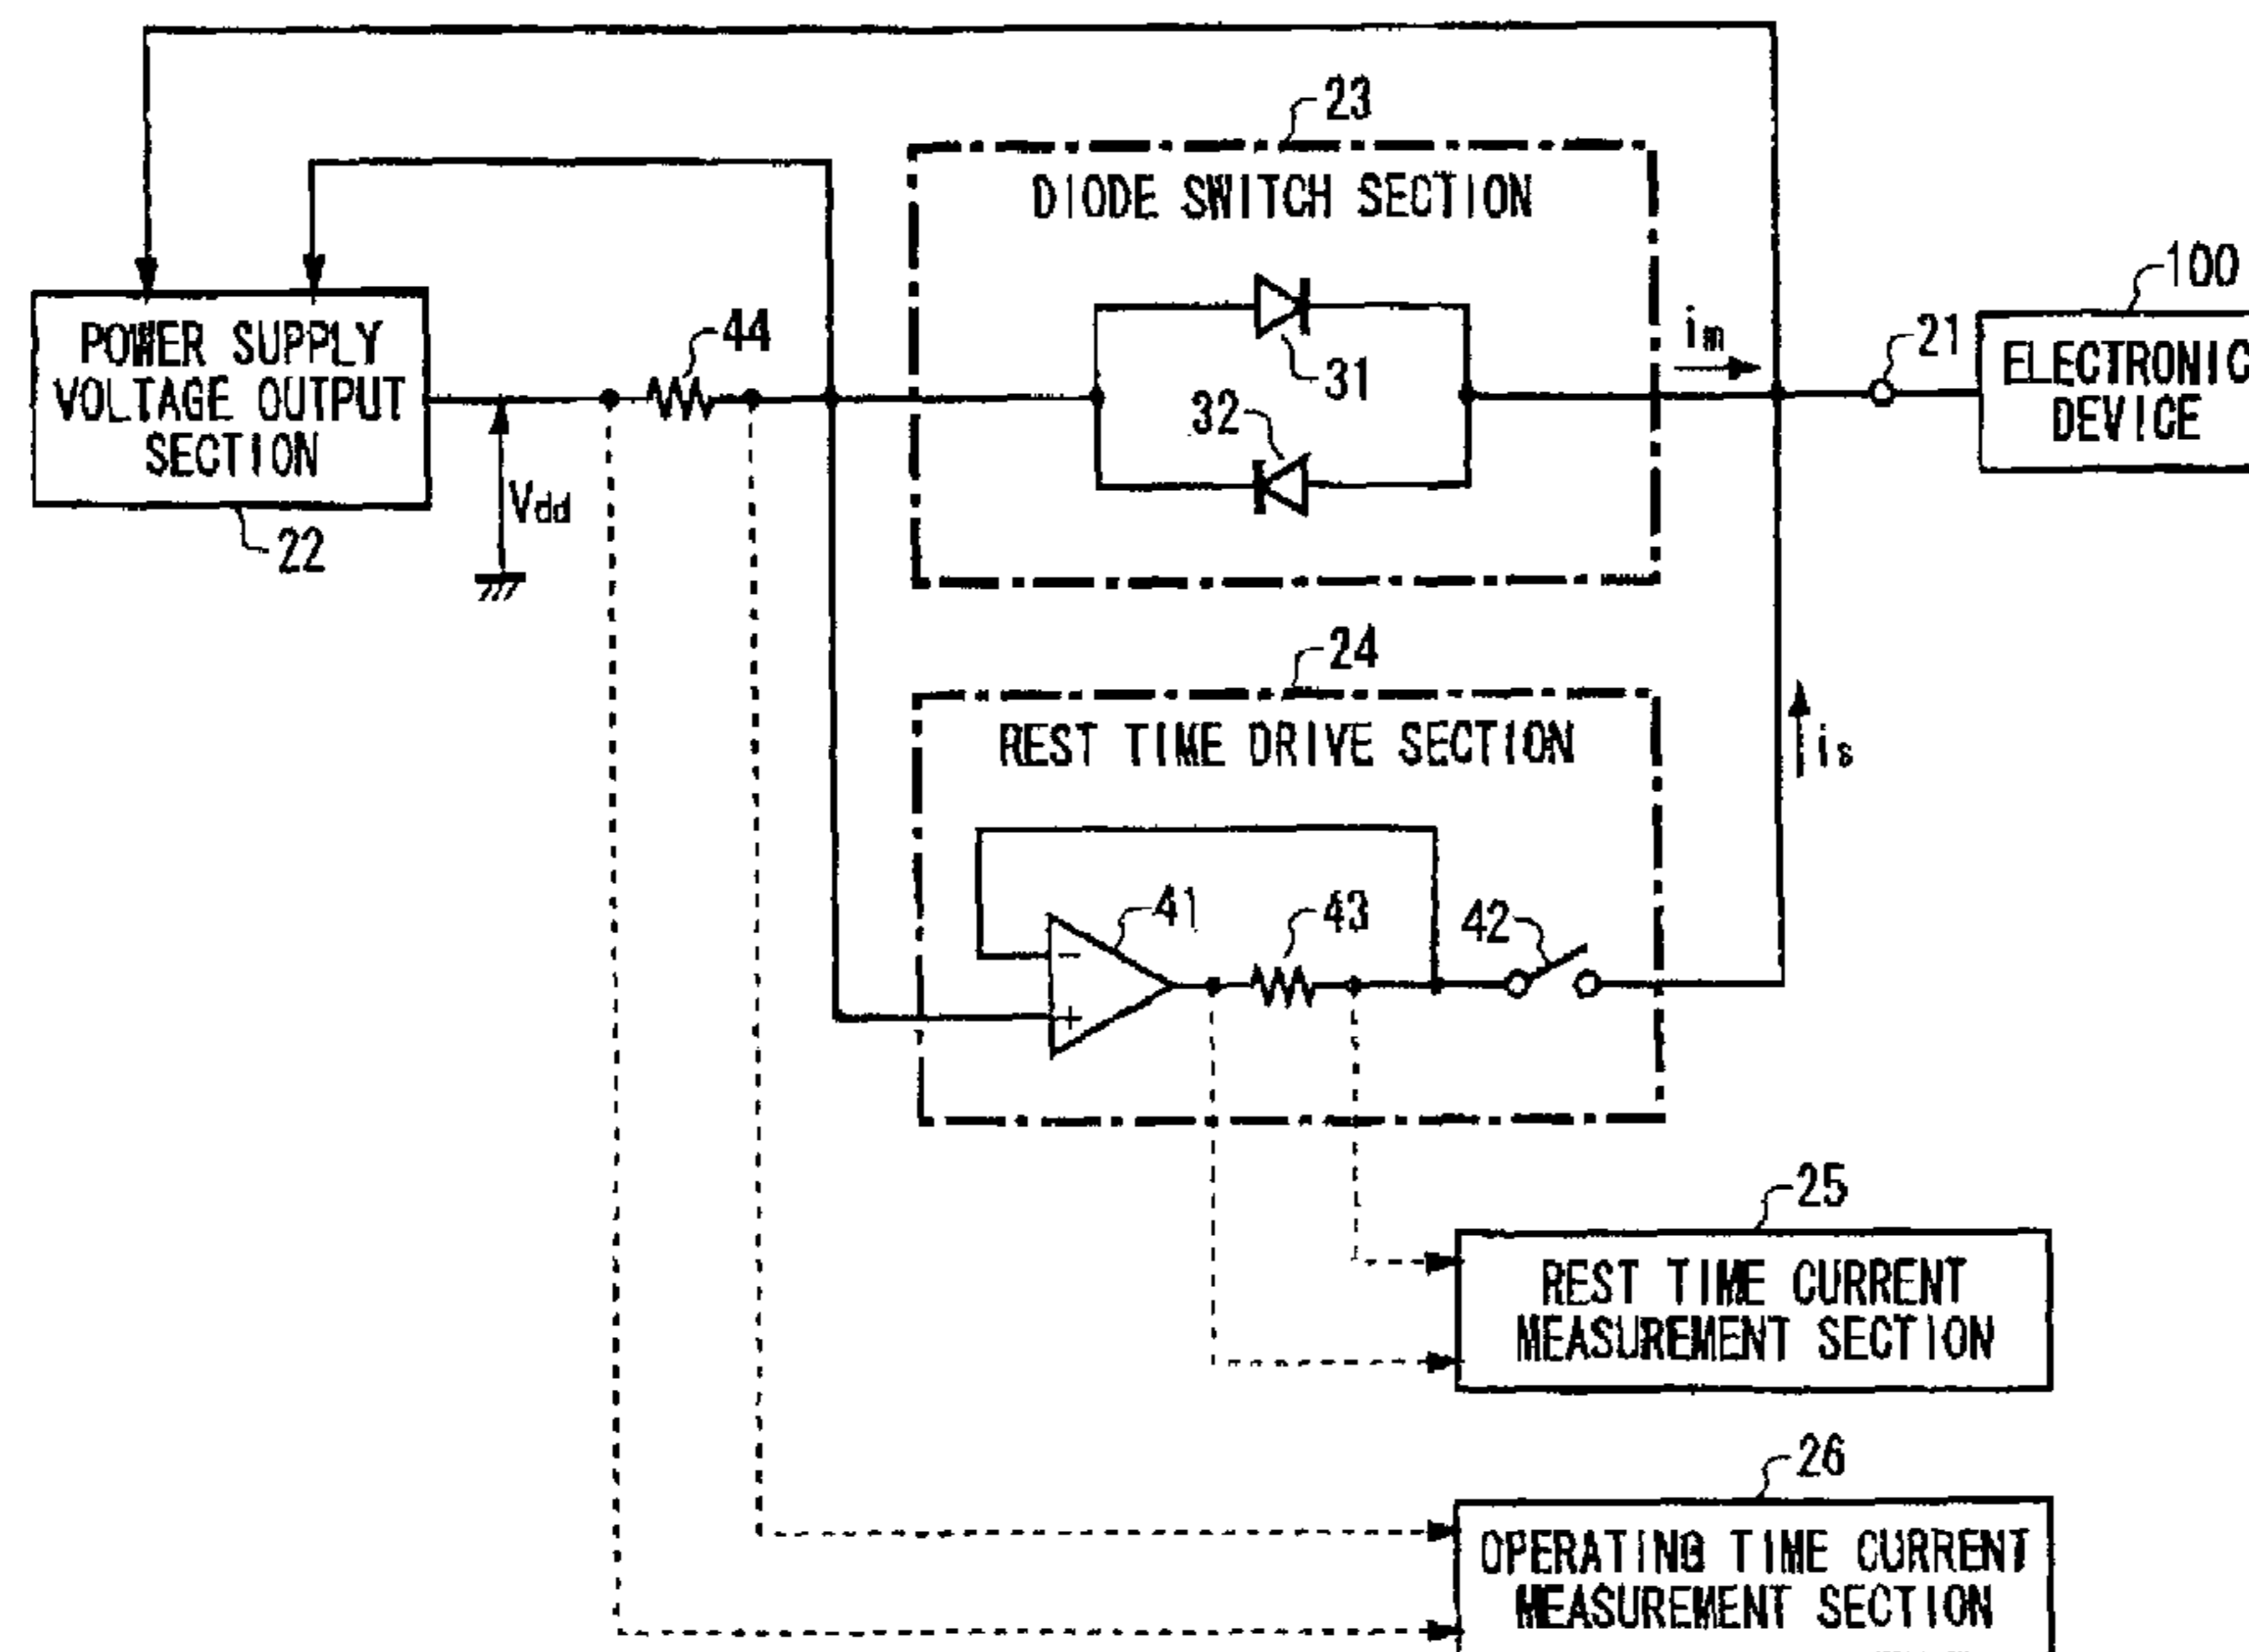 23
DIODE SWITCH SECTION
100
44
31
im
21
ELECTRONIC
DEVICE
POWER SUPPLY
VOLTAGE OUTPUT
SECTION
32
Vdd
22
24
REST TIME DRIVE SECTION
is
41
43
42
−
+
25
REST TIME CURRENT
MEASUREMENT SECTION
26
OPERATING TIME CURRENT
MEASUREMENT SECTION